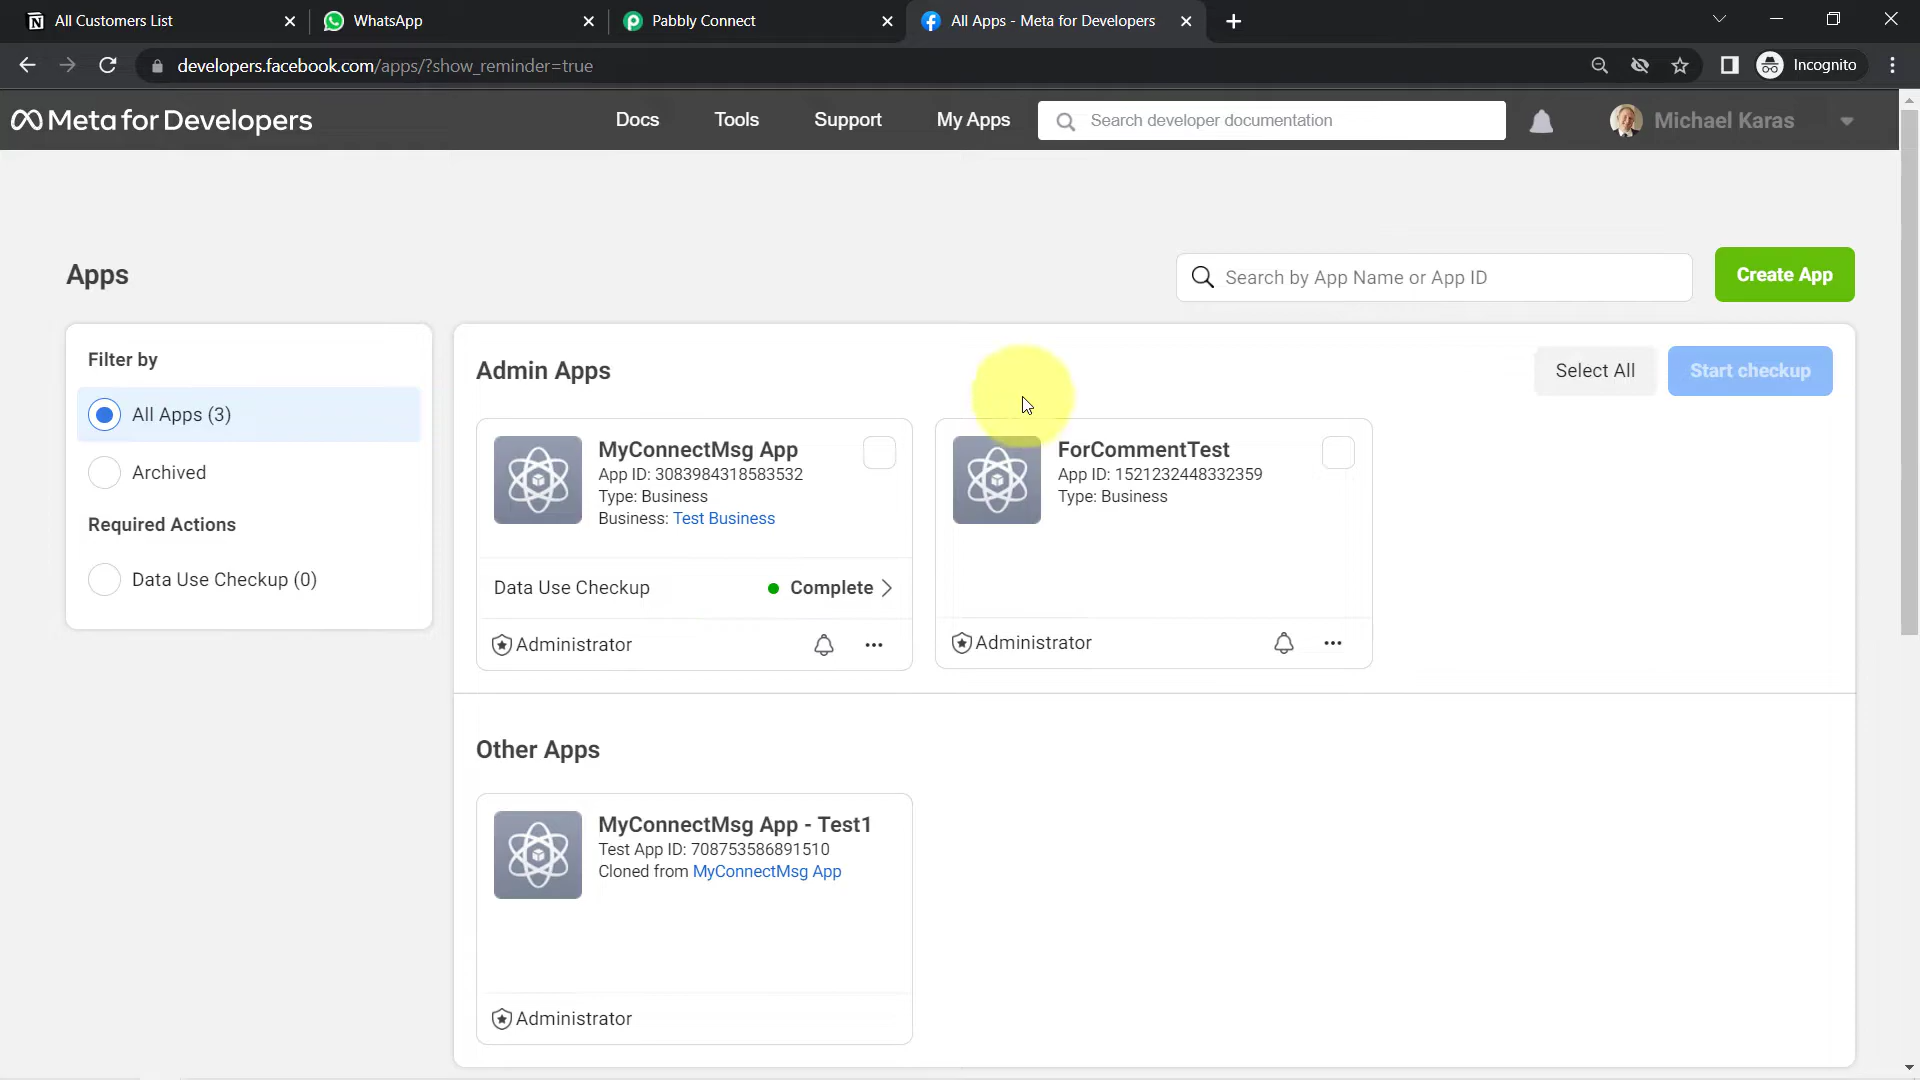 All Customers List
WhatsApp
Pabbly Connect
All Apps - Meta for Developers
developers.facebook.com/apps/?show_reminder=true
Incognito
Meta for Developers
Docs
Tools
Support
My Apps
Search developer documentation
Michael Karas
Apps
Search by App Name or App ID
Create App
Filter by
All Apps (3)
Archived
Required Actions
Data Use Checkup (0)
Admin Apps
Select All
Start checkup
MyConnectMsg App
App ID: 3083984318583532
Type: Business
Business: Test Business
Data Use Checkup
Complete
Administrator
ForCommentTest
App ID: 1521232448332359
Type: Business
Administrator
Other Apps
MyConnectMsg App - Test1
Test App ID: 708753586891510
Cloned from MyConnectMsg App
Administrator